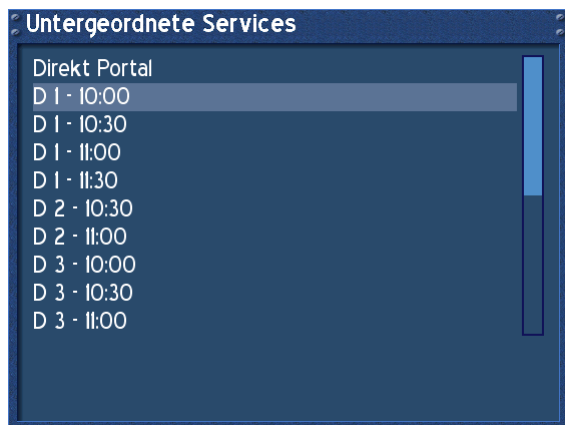 Untergeordnete Services
Direkt Portal
D 1 - 10:00
D 1 - 10:30
D 1 - 11:00
D 1 - 11:30
D 2 - 10:30
D 2 - 11:00
D 3 - 10:00
D 3 - 10:30
D 3 - 11:00